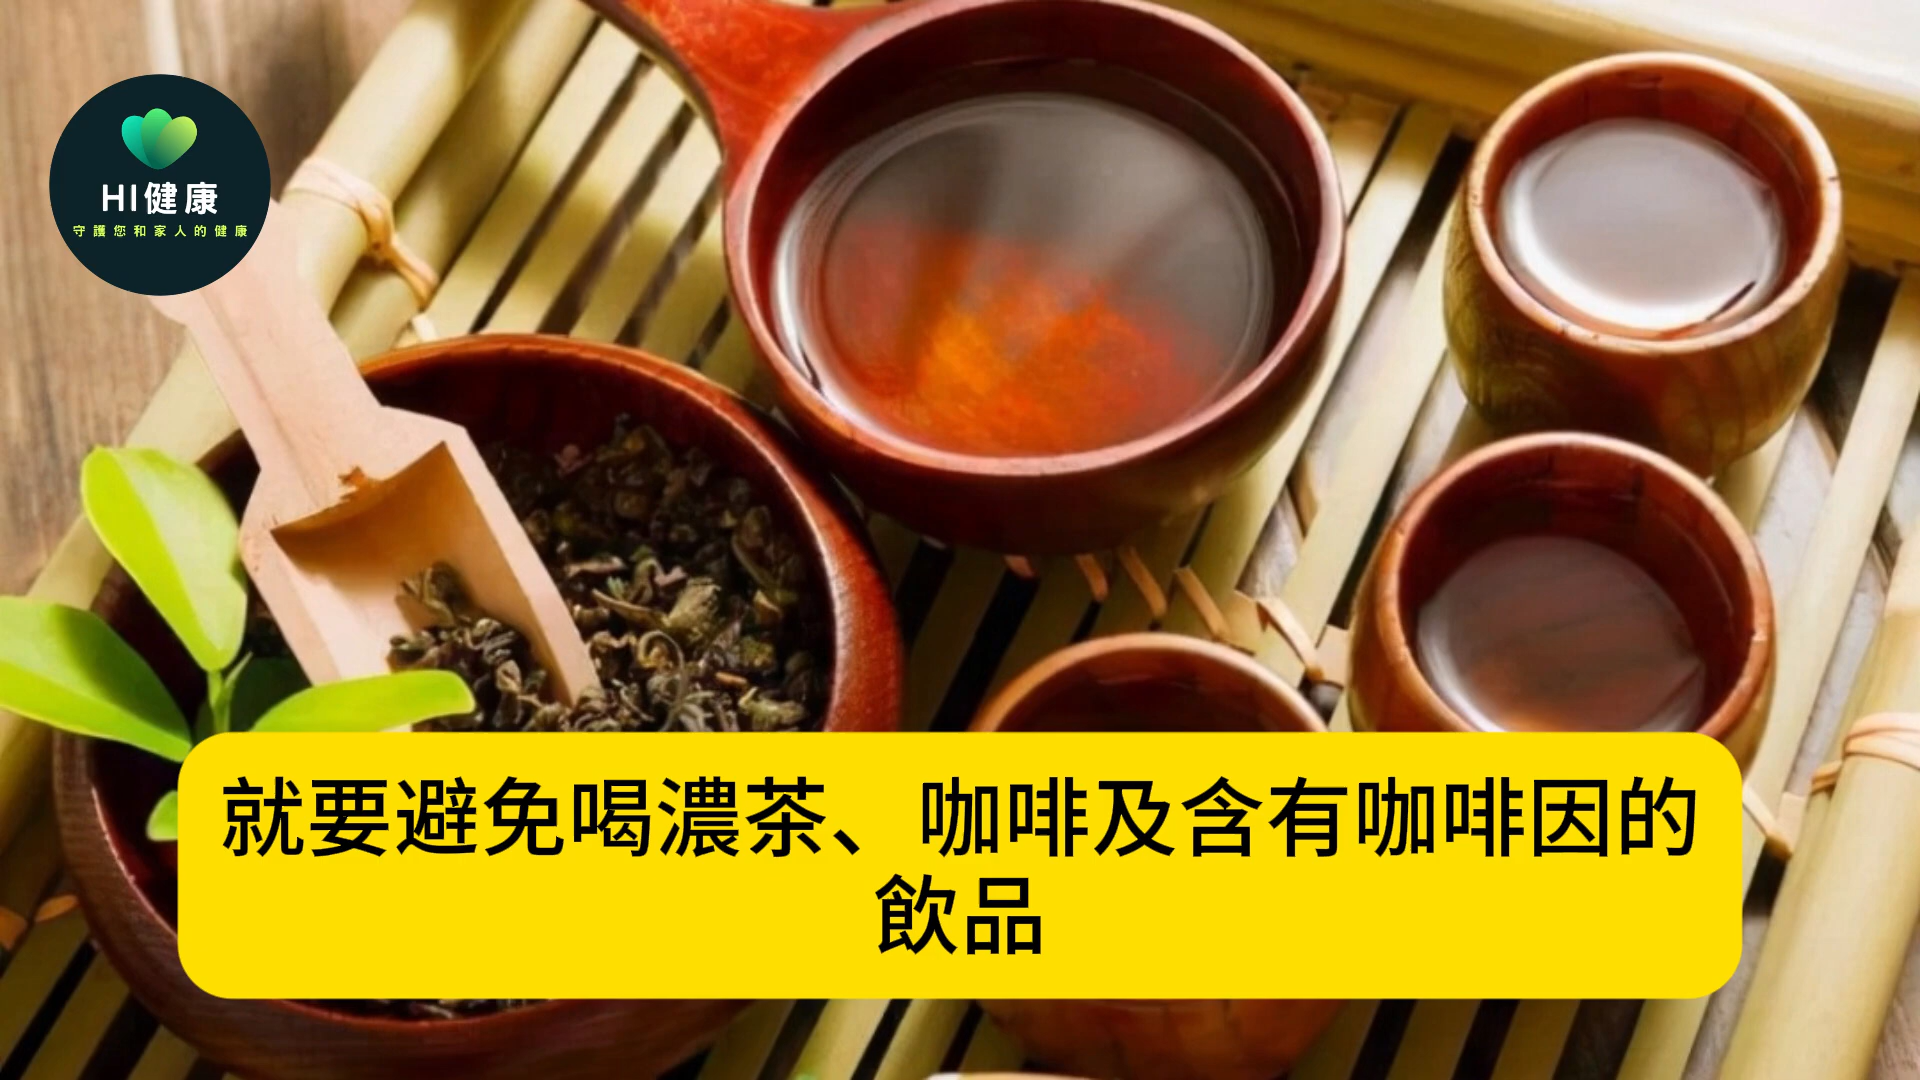 HI健康
守護您和家人的健康
就要避免喝濃茶、咖啡及含有咖啡因的
飲品